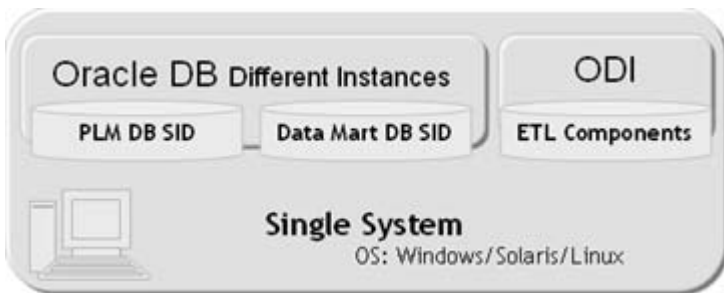 Oracle DB Different Instances
ODI
PLM DB SID
Data Mart DB SID
ETL Components
Single System
OS: Windows/Solaris/Linux